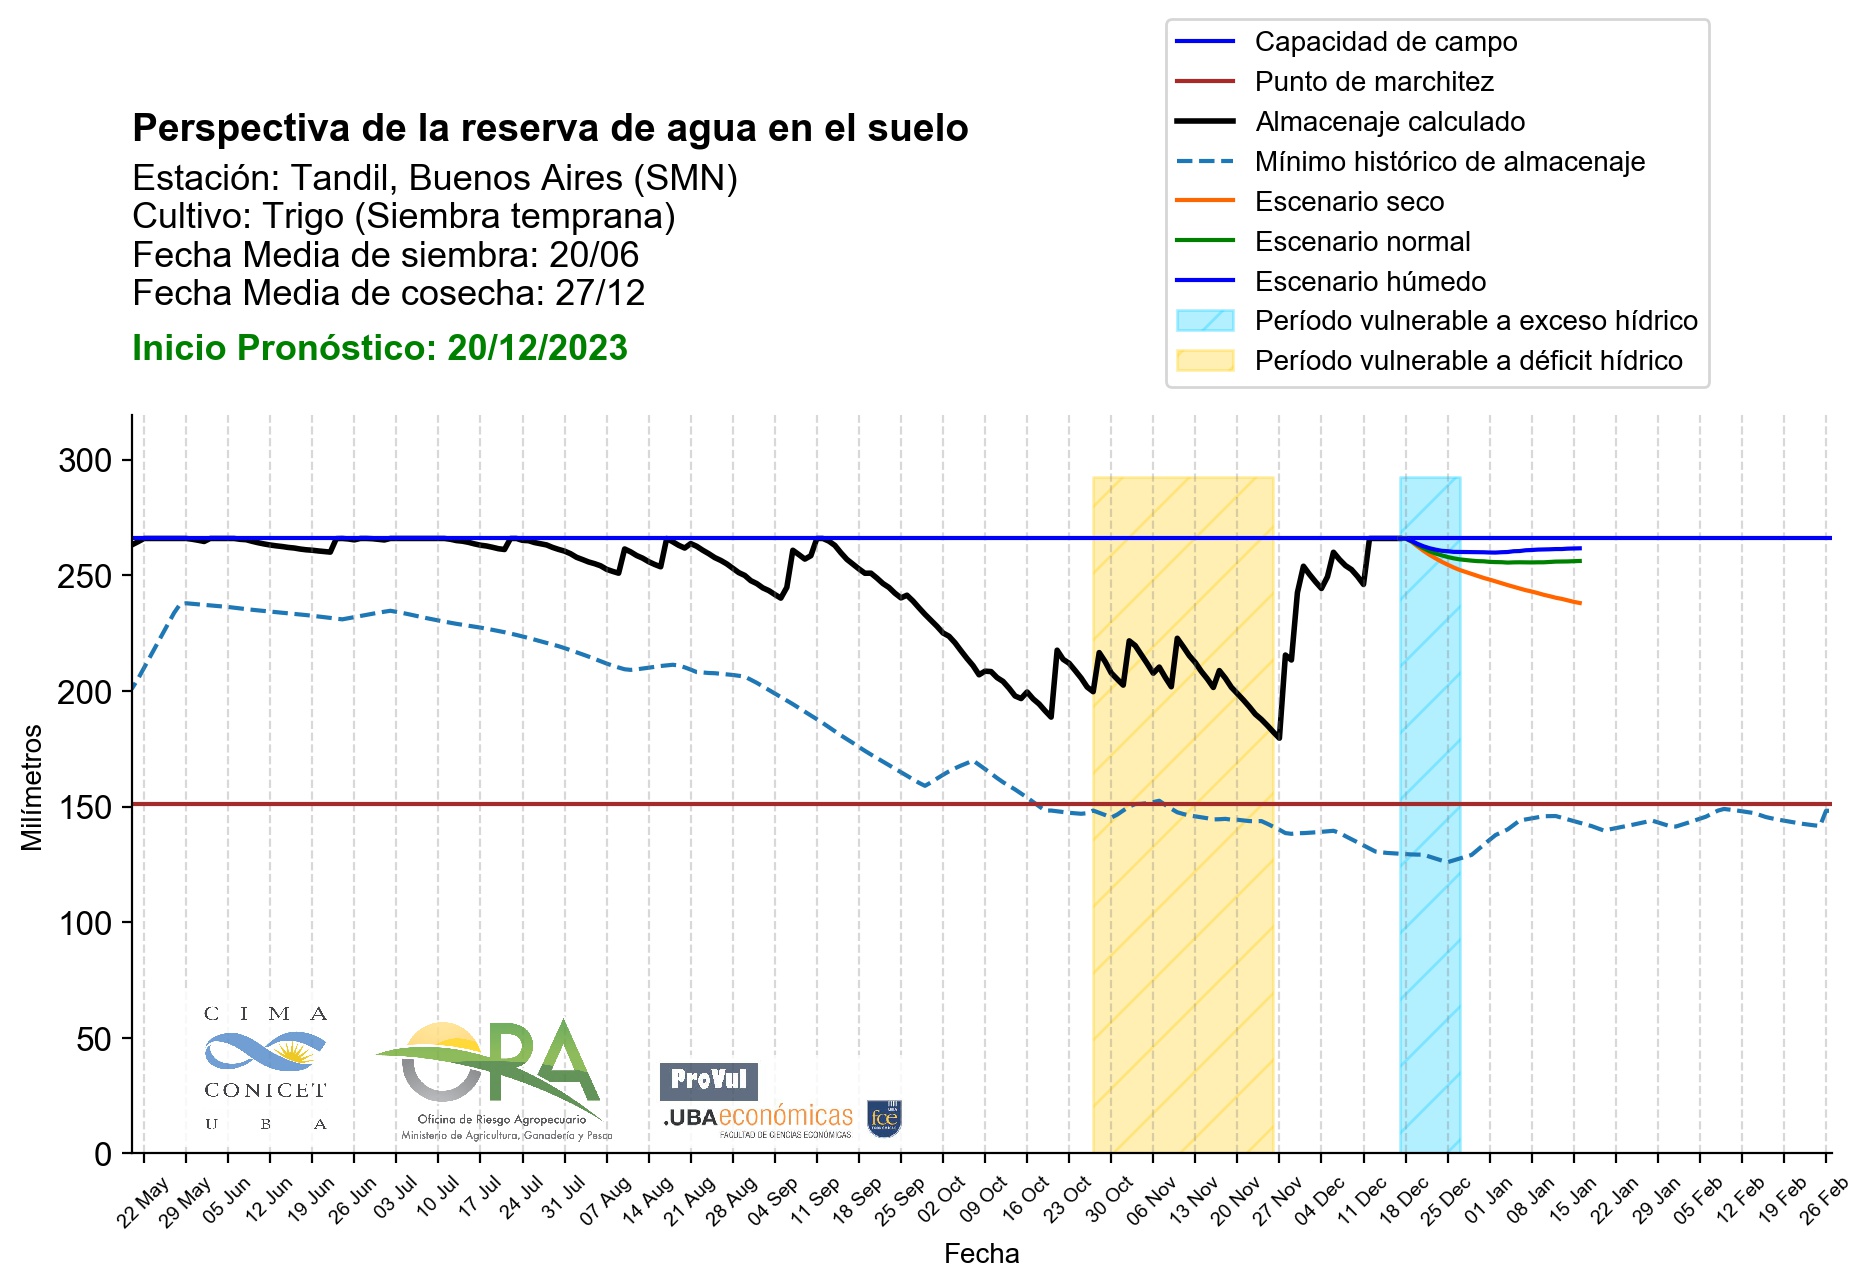 Capacidad de campo
Punto de marchitez
Almacenaje calculado
Mínimo histórico de almacenaje
Escenario seco
Escenario normal
Escenario húmedo
Período vulnerable a exceso hídrico
Período vulnerable a déficit hídrico
Perspectiva de la reserva de agua en el suelo
Estación: Tandil, Buenos Aires (SMN)
Cultivo: Trigo (Siembra temprana)
Fecha Media de siembra: 20/06
Fecha Media de cosecha: 27/12
Inicio Pronóstico: 20/12/2023
Milímetros
300
250
200
150
100
50
0
CIMA
CONICET
UBA
ORA
Oficina de Riesgo Agropecuario
Ministerio de Agricultura, Ganadería y Pesca
ProVul
.UBAeconómicas
FACULTAD DE CIENCIAS ECONÓMICAS
fce
22 May
29 May
05 Jun
12 Jun
19 Jun
26 Jun
03 Jul
10 Jul
17 Jul
24 Jul
31 Jul
07 Aug
14 Aug
21 Aug
28 Aug
04 Sep
11 Sep
18 Sep
25 Sep
02 Oct
09 Oct
16 Oct
23 Oct
30 Oct
06 Nov
13 Nov
20 Nov
27 Nov
04 Dec
11 Dec
18 Dec
25 Dec
01 Jan
08 Jan
15 Jan
22 Jan
29 Jan
05 Feb
12 Feb
19 Feb
26 Feb
Fecha